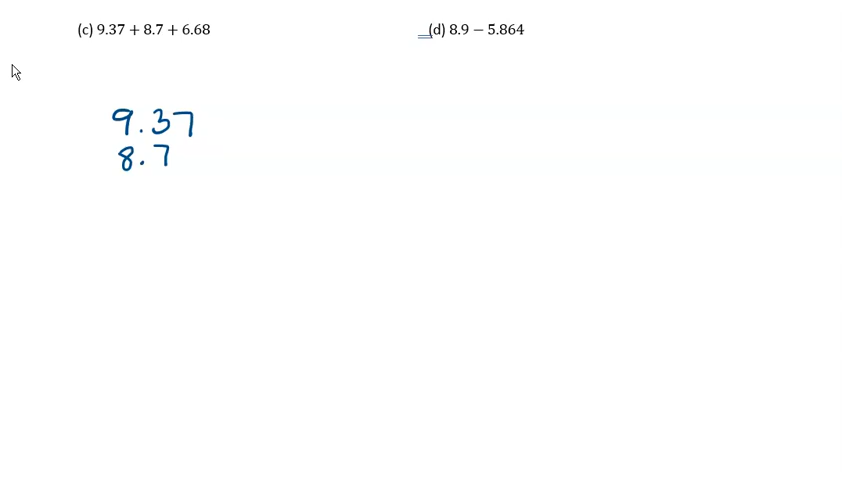 (c) 9.37 + 8.7 + 6.68
(d) 8.9 − 5.864
9.37
8.7